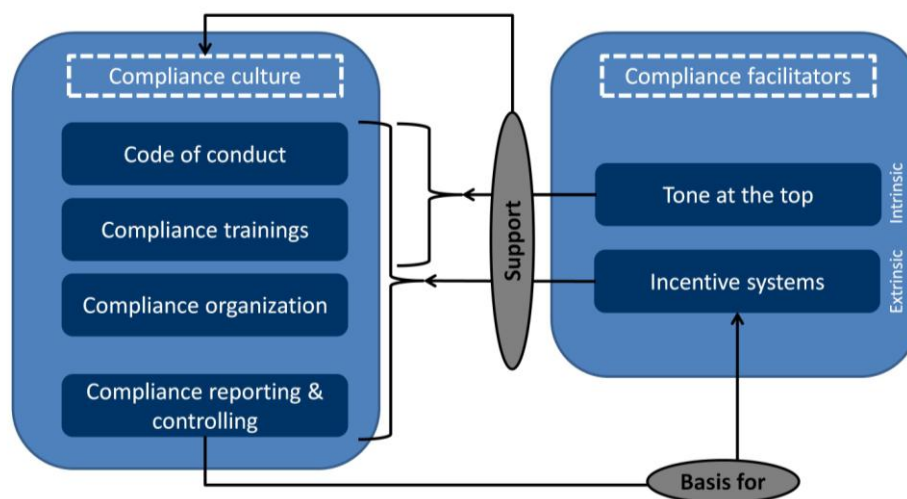 Compliance culture
Code of conduct
Compliance trainings
Compliance organization
Compliance reporting &
controlling
Support
Compliance facilitators
Tone at the top
Intrinsic
Incentive systems
Extrinsic
Basis for